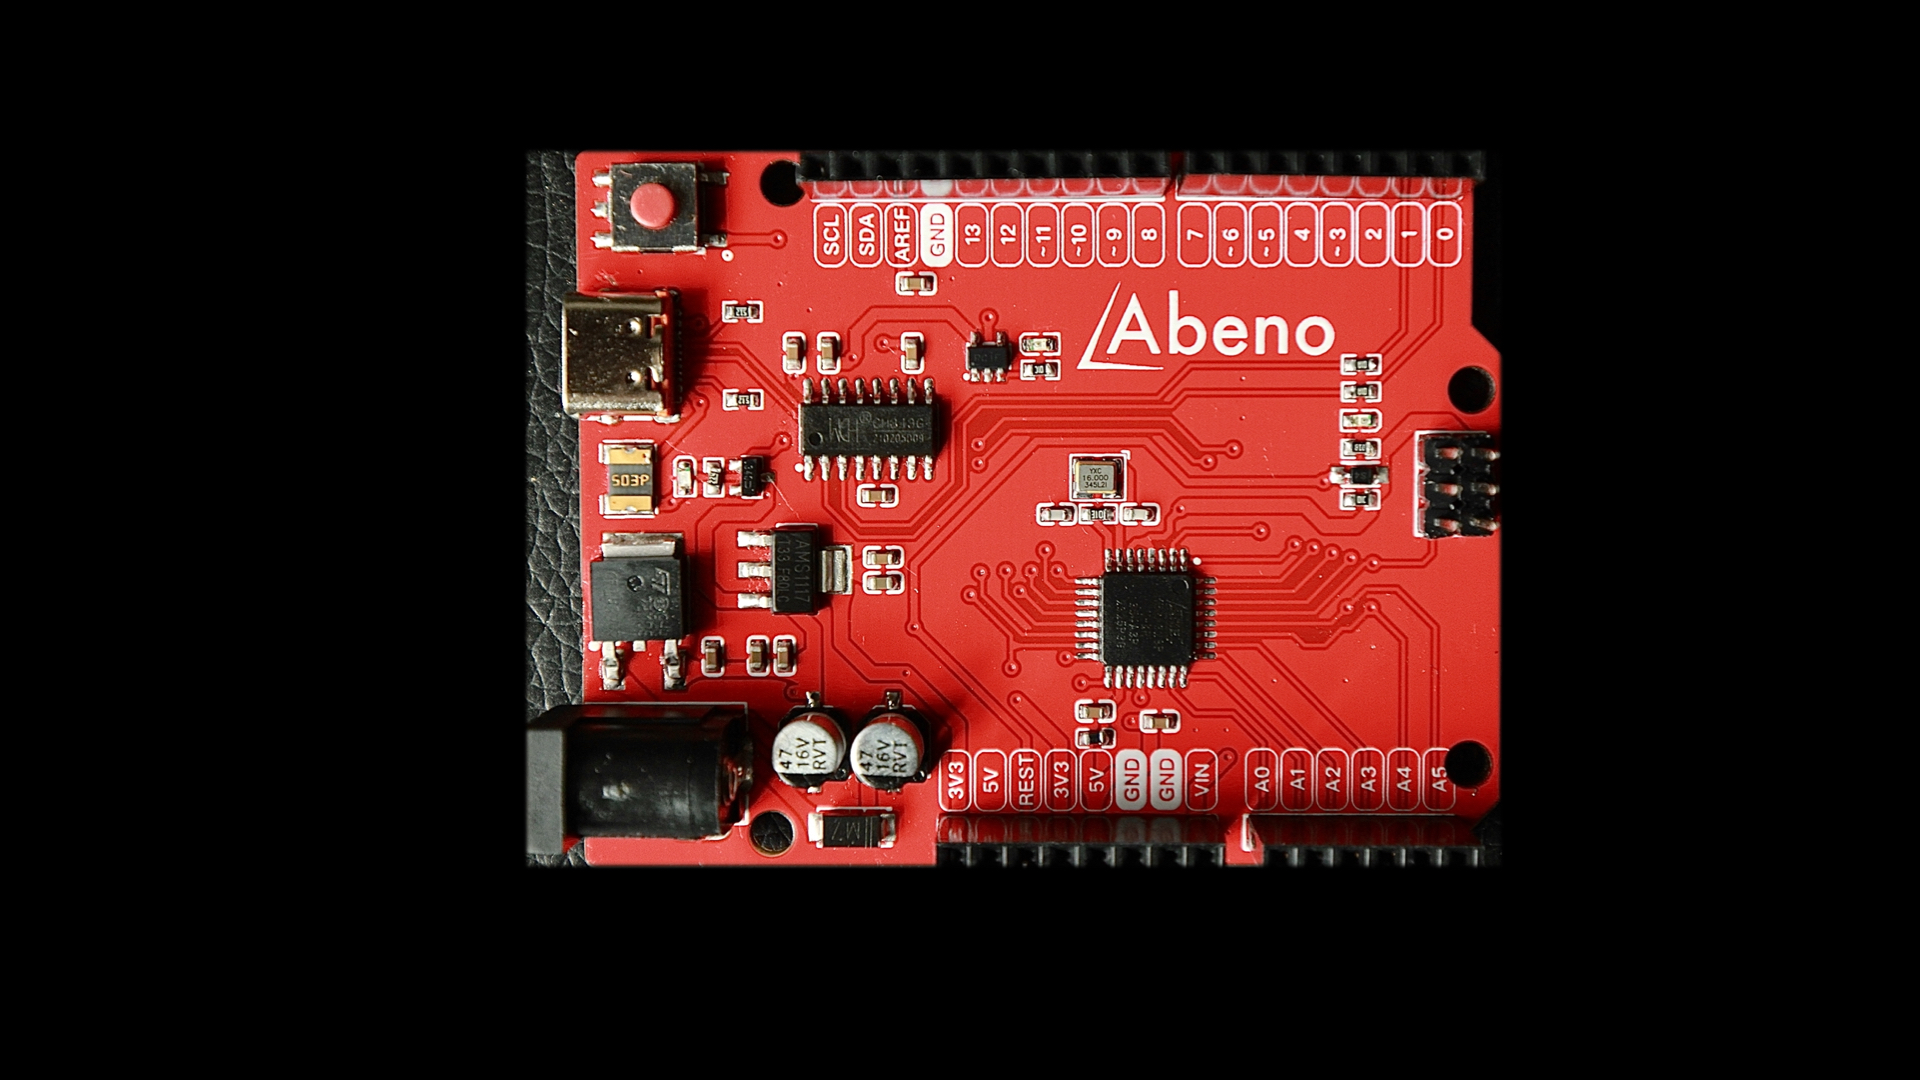 SCL
SDA
AREF
GND
13
12
~11
~10
~9
8
7
~6
~5
4
~3
2
1
0
Abeno
YXC
16.000
345L2I
AMS1117
47
16V
RVT
47
16V
RVT
M7
3V3
5V
REST
3V3
5V
GND
GND
VIN
A0
A1
A2
A3
A4
A5